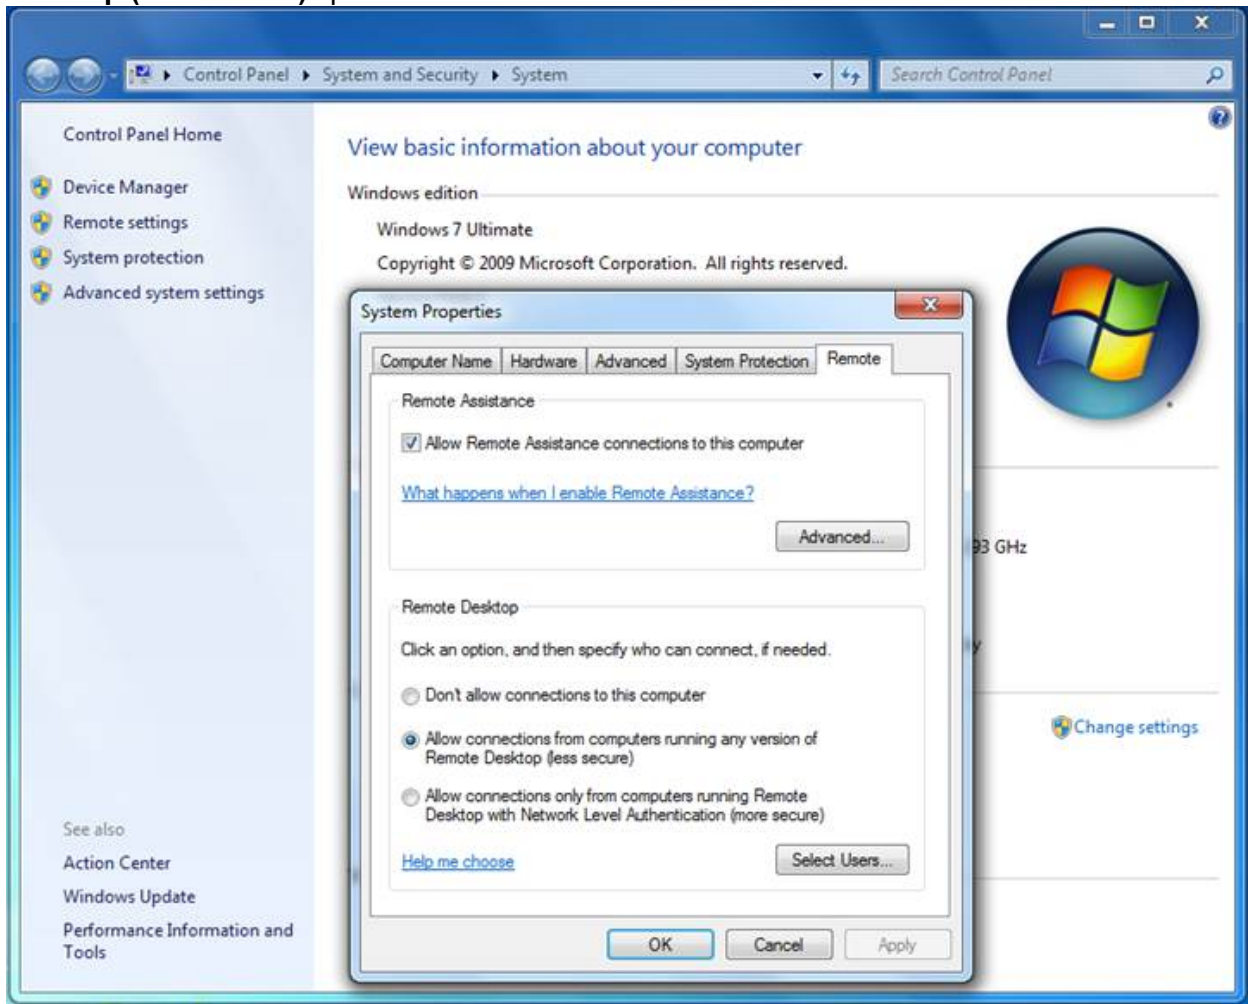 Control Panel ▸ System and Security ▸ System
Search Control Panel
Control Panel Home
Device Manager
Remote settings
System protection
Advanced system settings
View basic information about your computer
Windows edition
Windows 7 Ultimate
Copyright © 2009 Microsoft Corporation. All rights reserved.
System Properties
Computer Name
Hardware
Advanced
System Protection
Remote
Remote Assistance
Allow Remote Assistance connections to this computer
What happens when I enable Remote Assistance?
Advanced...
93 GHz
Remote Desktop
Click an option, and then specify who can connect, if needed.
Don't allow connections to this computer
Allow connections from computers running any version of
Remote Desktop (less secure)
Change settings
Allow connections only from computers running Remote
Desktop with Network Level Authentication (more secure)
Help me choose
Select Users...
OK
Cancel
Apply
See also
Action Center
Windows Update
Performance Information and
Tools